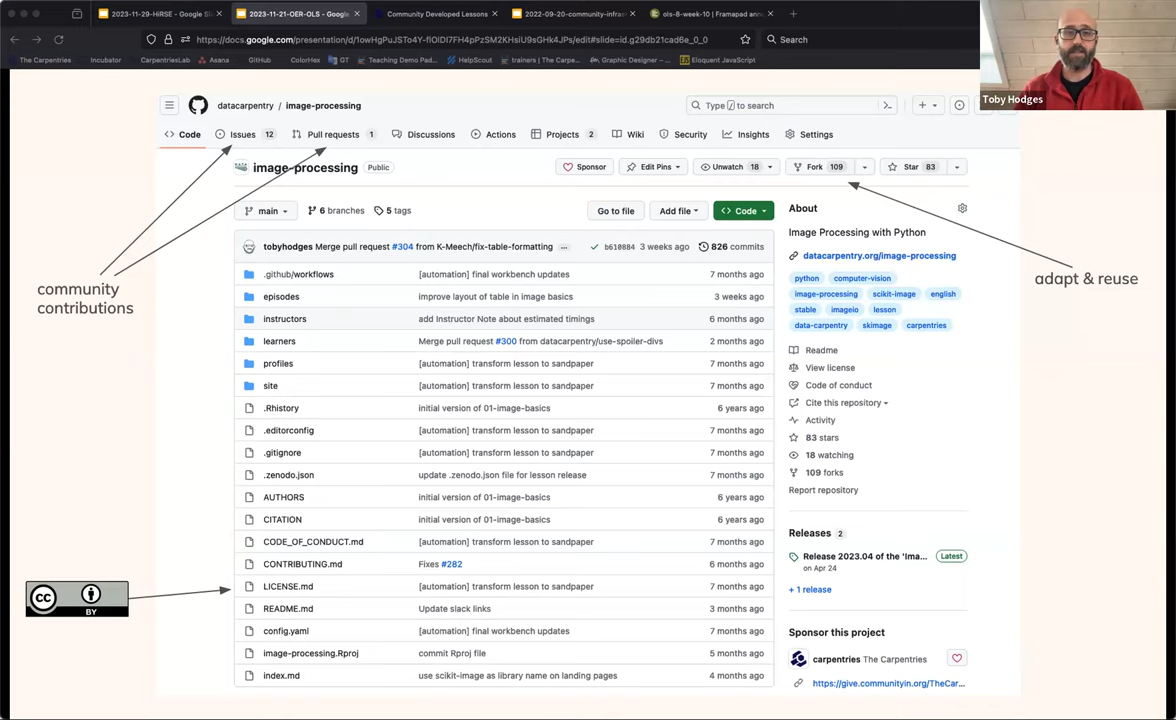 2023-11-29-HiRSE - Google Sl
2023-11-21-OER-OLS - Googl
Community Developed Lessons
2022-09-20-community-infras
ols-8-week-10 | Framapad anno
https://docs.google.com/presentation/d/1owHgPuJSTo4Y-flOlDI7FH4pPzSM2KHsiU9sGHk4JPs/edit#slide=id.g29db21cad6e_0_0
Search
The Carpentries
Incubator
CarpentriesLab
Asana
GitHub
ColorHex
GT
Teaching Demo Pad...
HelpScout
trainers | The Carpe...
Graphic Designer –...
Eloquent JavaScript
Toby Hodges
datacarpentry / image-processing
Type / to search
Code
Issues 12
Pull requests 1
Discussions
Actions
Projects 2
Wiki
Security
Insights
Settings
image-processing Public
Sponsor
Edit Pins
Unwatch 18
Fork 109
Star 83
main
6 branches
5 tags
Go to file
Add file
Code
tobyhodges Merge pull request #304 from K-Meech/fix-table-formatting ... b610884 3 weeks ago 826 commits
.github/workflows [automation] final workbench updates 7 months ago
episodes improve layout of table in image basics 3 weeks ago
instructors add Instructor Note about estimated timings 6 months ago
learners Merge pull request #300 from datacarpentry/use-spoiler-divs 2 months ago
profiles [automation] transform lesson to sandpaper 7 months ago
site [automation] transform lesson to sandpaper 7 months ago
.Rhistory initial version of 01-image-basics 6 years ago
.editorconfig [automation] transform lesson to sandpaper 7 months ago
.gitignore [automation] transform lesson to sandpaper 7 months ago
.zenodo.json update .zenodo.json file for lesson release 7 months ago
AUTHORS initial version of 01-image-basics 6 years ago
CITATION initial version of 01-image-basics 6 years ago
CODE_OF_CONDUCT.md [automation] transform lesson to sandpaper 7 months ago
CONTRIBUTING.md Fixes #282 6 months ago
LICENSE.md [automation] transform lesson to sandpaper 7 months ago
README.md Update slack links 3 months ago
config.yaml [automation] final workbench updates 7 months ago
image-processing.Rproj commit Rproj file 5 months ago
index.md use scikit-image as library name on landing pages 4 months ago
About
Image Processing with Python
datacarpentry.org/image-processing
python computer-vision
image-processing scikit-image english
stable imageio lesson
data-carpentry skimage carpentries
Readme
View license
Code of conduct
Cite this repository
Activity
83 stars
18 watching
109 forks
Report repository
Releases 2
Release 2023.04 of the 'Ima... Latest
on Apr 24
+ 1 release
Sponsor this project
carpentries The Carpentries
https://give.communityin.org/TheCar...
community
contributions
adapt & reuse
cc
BY